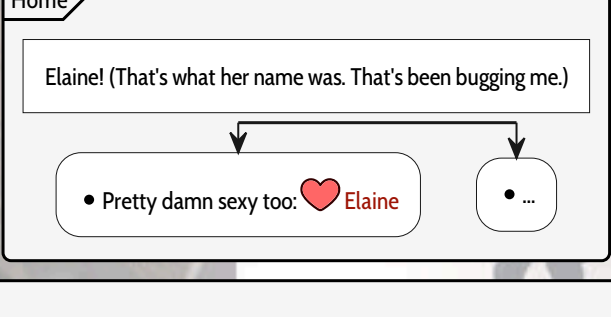 Home
Elaine! (That's what her name was. That's been bugging me.)
• Pretty damn sexy too: Elaine
• ...